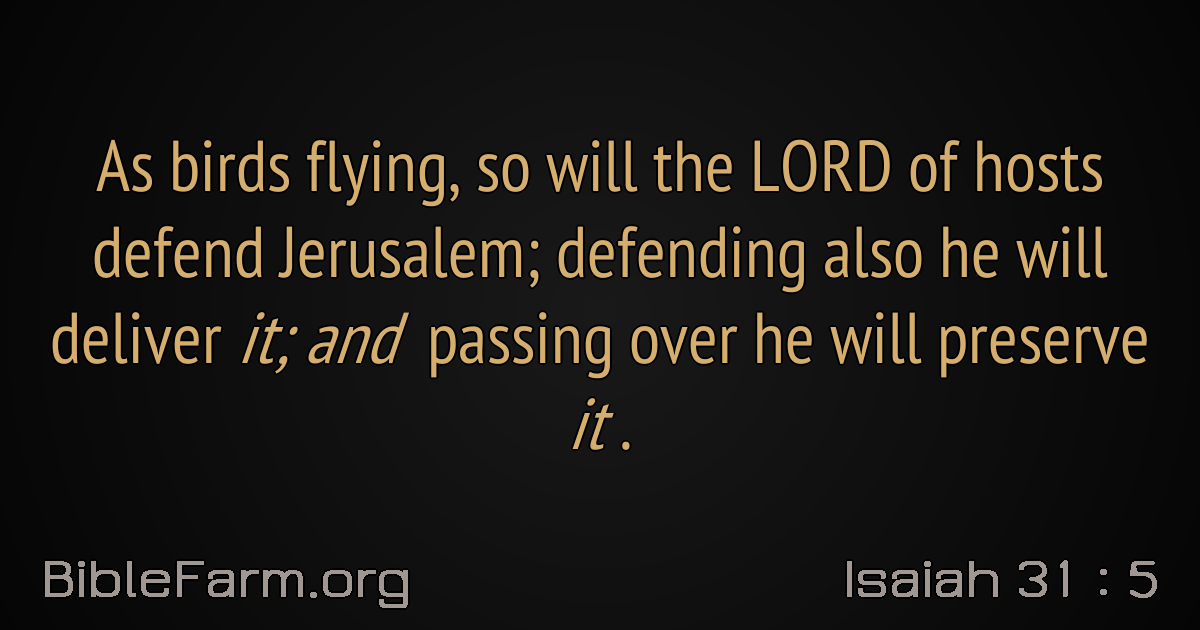 As birds flying, so will the LORD of hosts
defend Jerusalem; defending also he will
deliver it; and passing over he will preserve
it .
BibleFarm.org
Isaiah 31 : 5